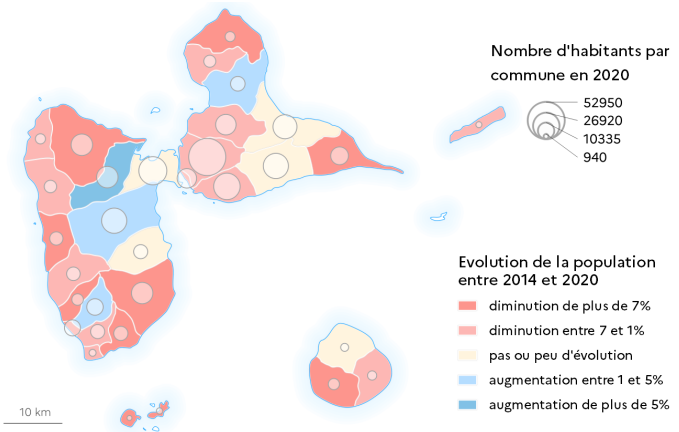 Nombre d'habitants par
commune en 2020
52950
26920
10335
940
Evolution de la population
entre 2014 et 2020
diminution de plus de 7%
diminution entre 7 et 1%
pas ou peu d'évolution
augmentation entre 1 et 5%
augmentation de plus de 5%
10 km